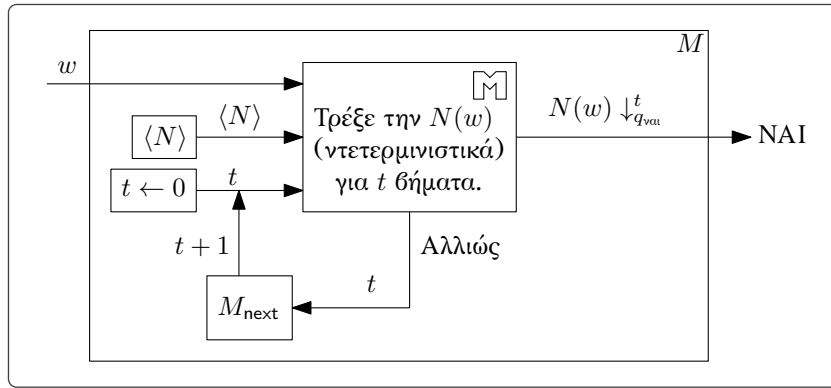 M
w
⟨N⟩
⟨N⟩
t ← 0
t
Τρέξε την N(w)
(ντετερμινιστικά)
για t βήματα.
N(w) ↓ᵗ_{q_ναι}
ΝΑΙ
t + 1
Αλλιώς
t
M_next